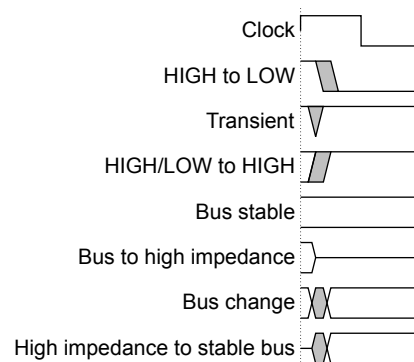 Clock
HIGH to LOW
Transient
HIGH/LOW to HIGH
Bus stable
Bus to high impedance
Bus change
High impedance to stable bus